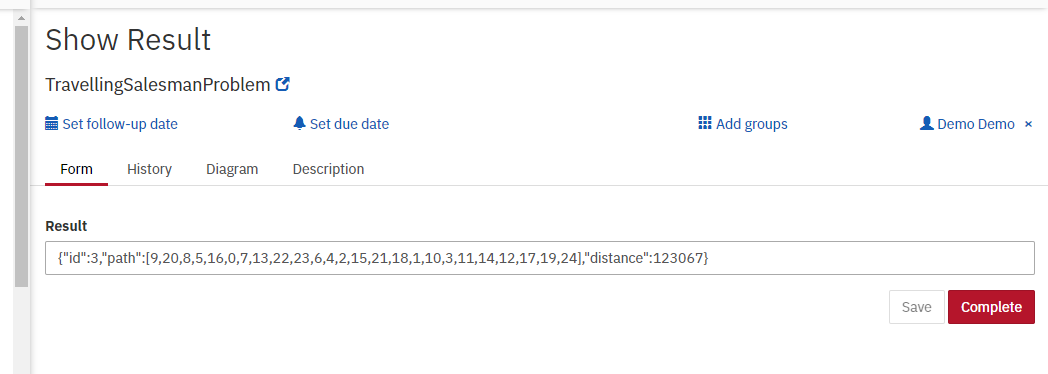 Show Result
TravellingSalesmanProblem
Set follow-up date Set due date Add groups Demo Demo ×
Form History Diagram Description
Result
{"id":3,"path":[9,20,8,5,16,0,7,13,22,23,6,4,2,15,21,18,1,10,3,11,14,12,17,19,24],"distance":123067}
Save Complete